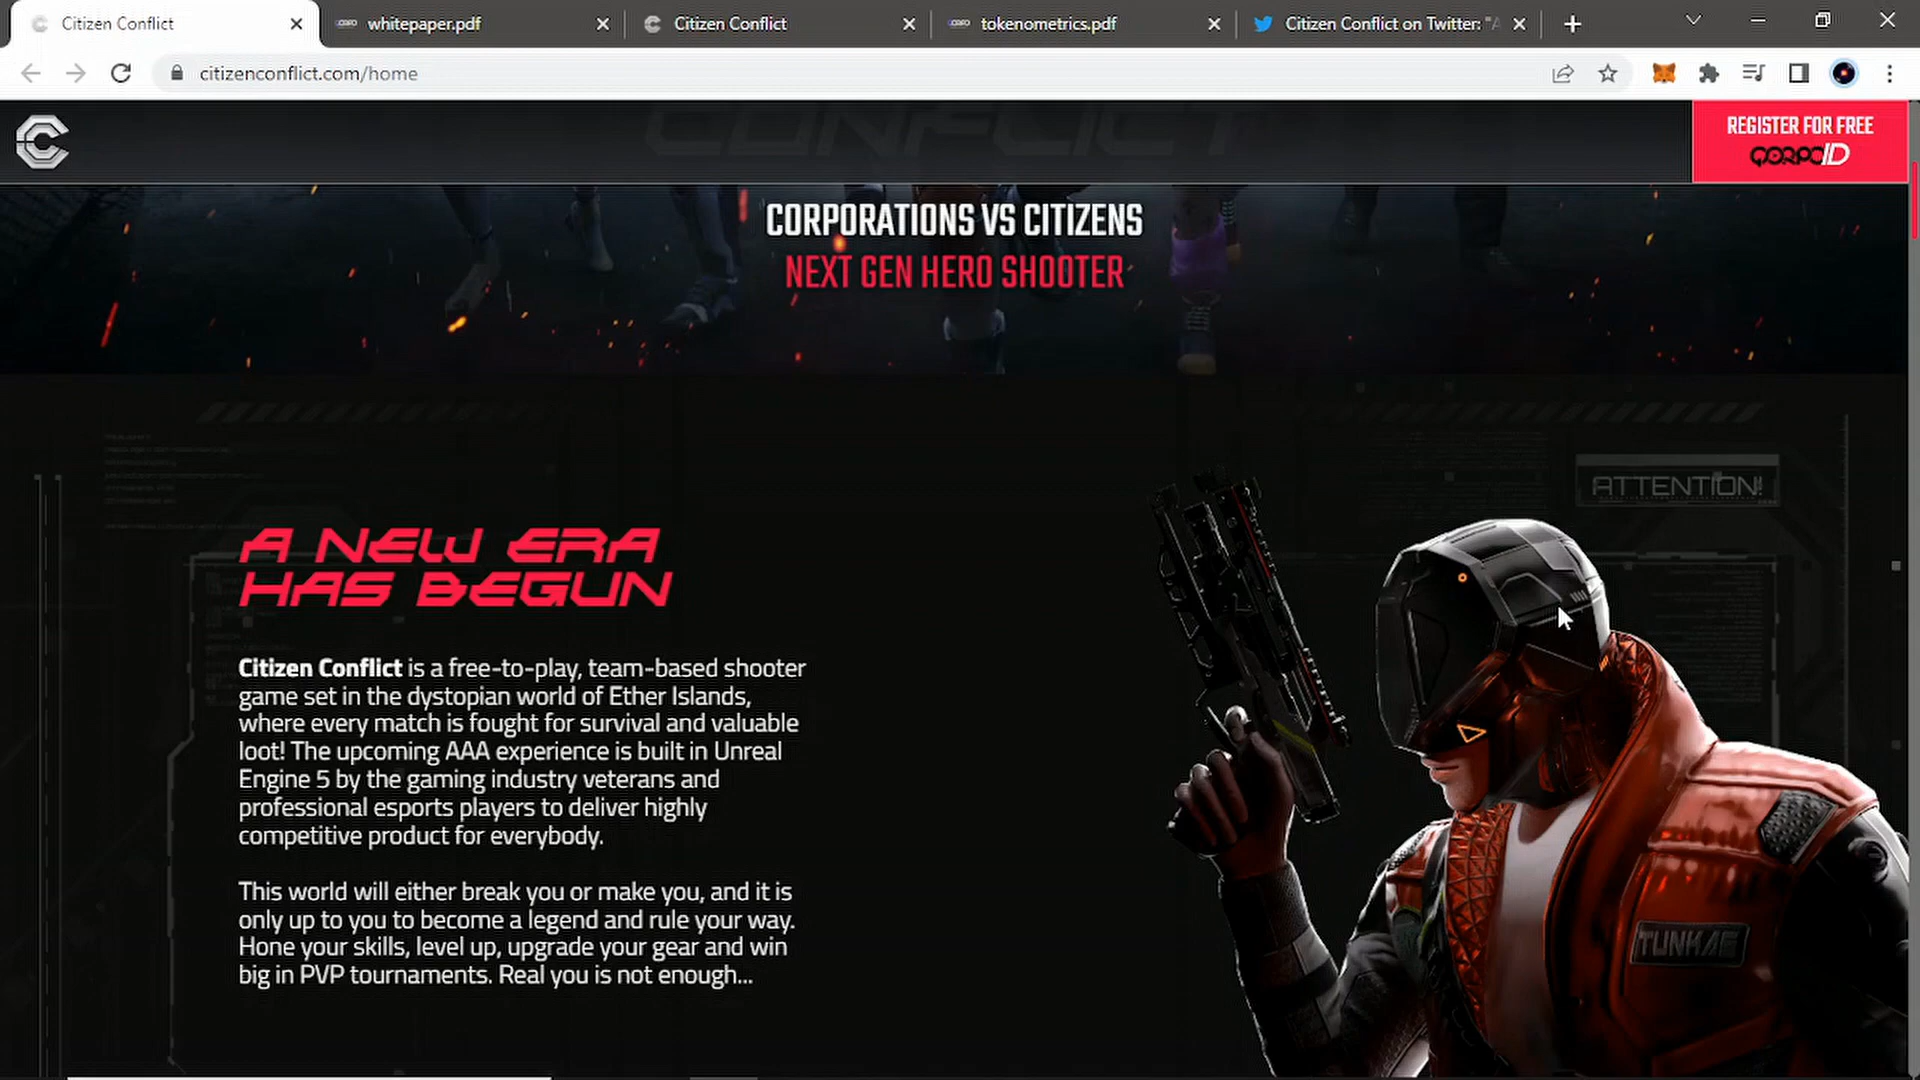 Citizen Conflict
whitepaper.pdf
Citizen Conflict
tokenometrics.pdf
Citizen Conflict on Twitter: "A
citizenconflict.com/home
CONFLICT
REGISTER FOR FREE
QORPO ID
CORPORATIONS VS CITIZENS
NEXT GEN HERO SHOOTER
ATTENTION!
A NEW ERA
HAS BEGUN
Citizen Conflict is a free-to-play, team-based shooter
game set in the dystopian world of Ether Islands,
where every match is fought for survival and valuable
loot! The upcoming AAA experience is built in Unreal
Engine 5 by the gaming industry veterans and
professional esports players to deliver highly
competitive product for everybody.
This world will either break you or make you, and it is
only up to you to become a legend and rule your way.
Hone your skills, level up, upgrade your gear and win
big in PVP tournaments. Real you is not enough...
TUNKAE